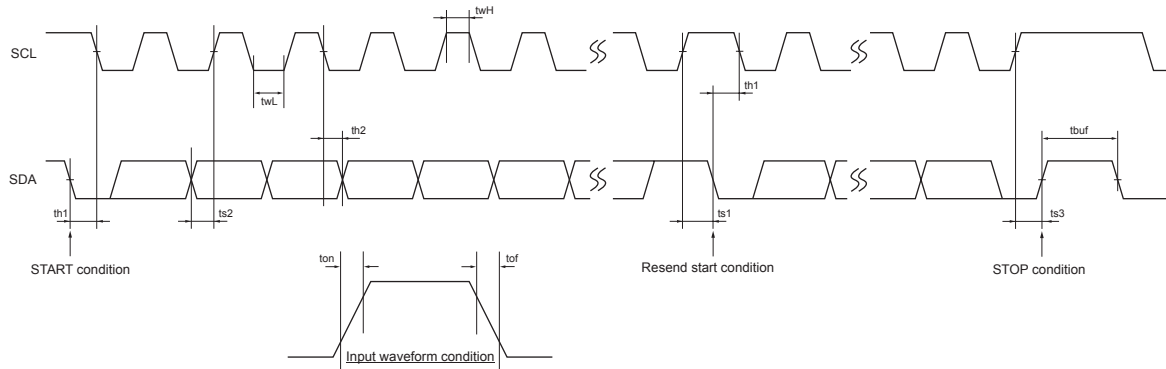 twH
SCL
th1
twL
th2
tbuf
SDA
th1
ts2
ts1
ts3
START condition
ton
tof
Resend start condition
STOP condition
Input waveform condition